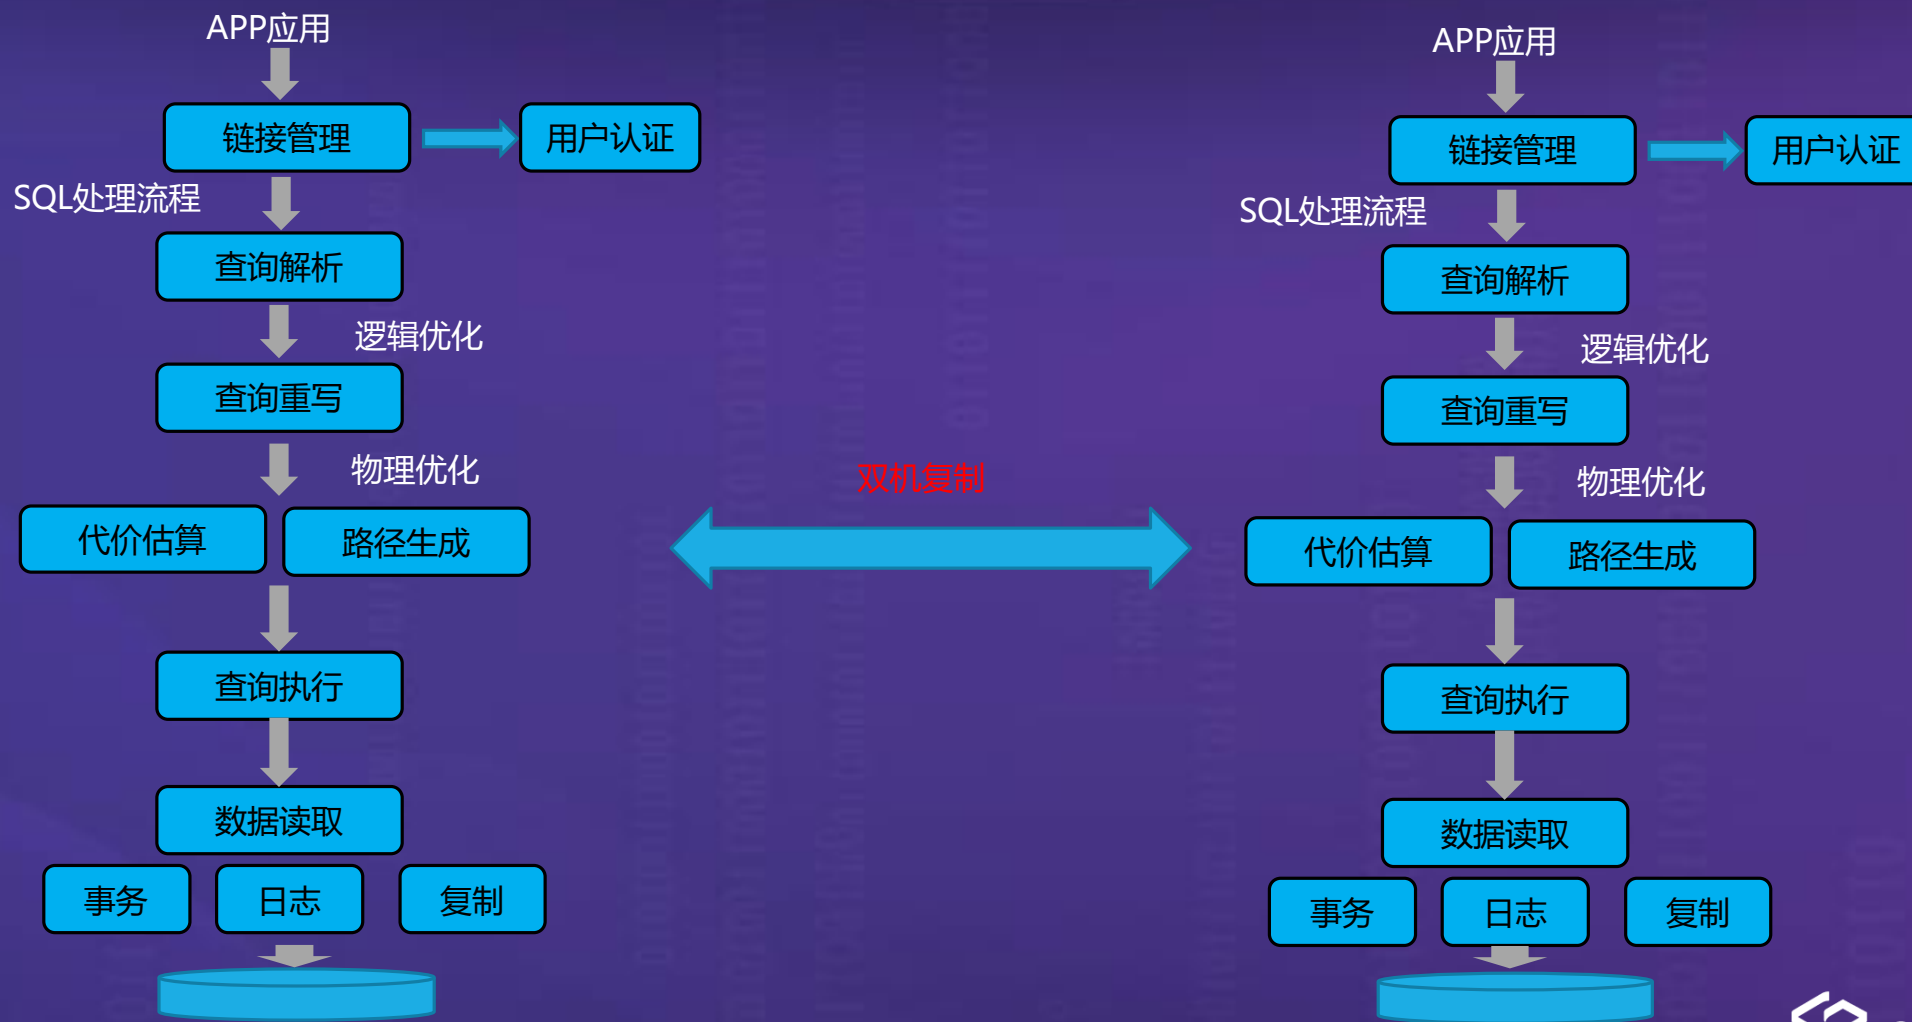 APP应用
链接管理
用户认证
SQL处理流程
查询解析
逻辑优化
查询重写
物理优化
代价估算
路径生成
查询执行
数据读取
事务
日志
复制
双机复制
APP应用
链接管理
用户认证
SQL处理流程
查询解析
逻辑优化
查询重写
物理优化
代价估算
路径生成
查询执行
数据读取
事务
日志
复制